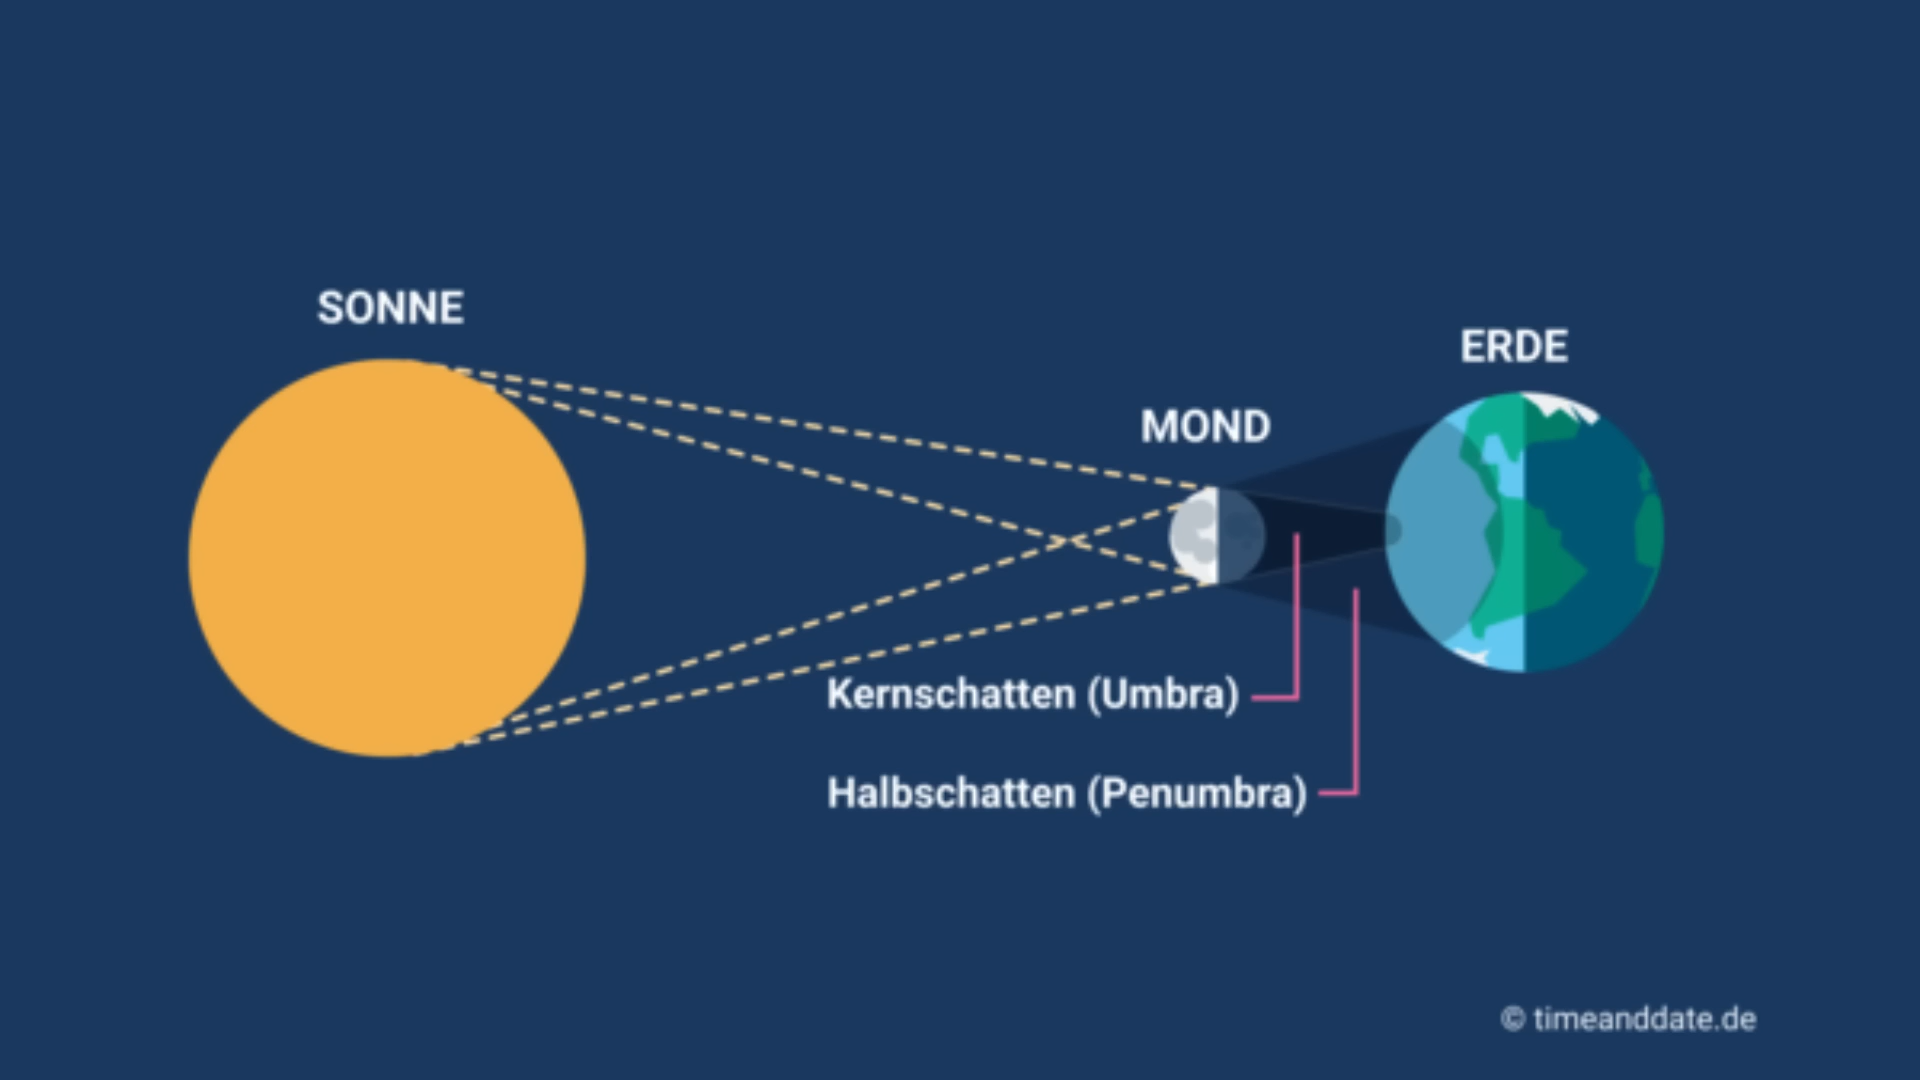 SONNE
ERDE
MOND
Kernschatten (Umbra)
Halbschatten (Penumbra)
© timeanddate.de